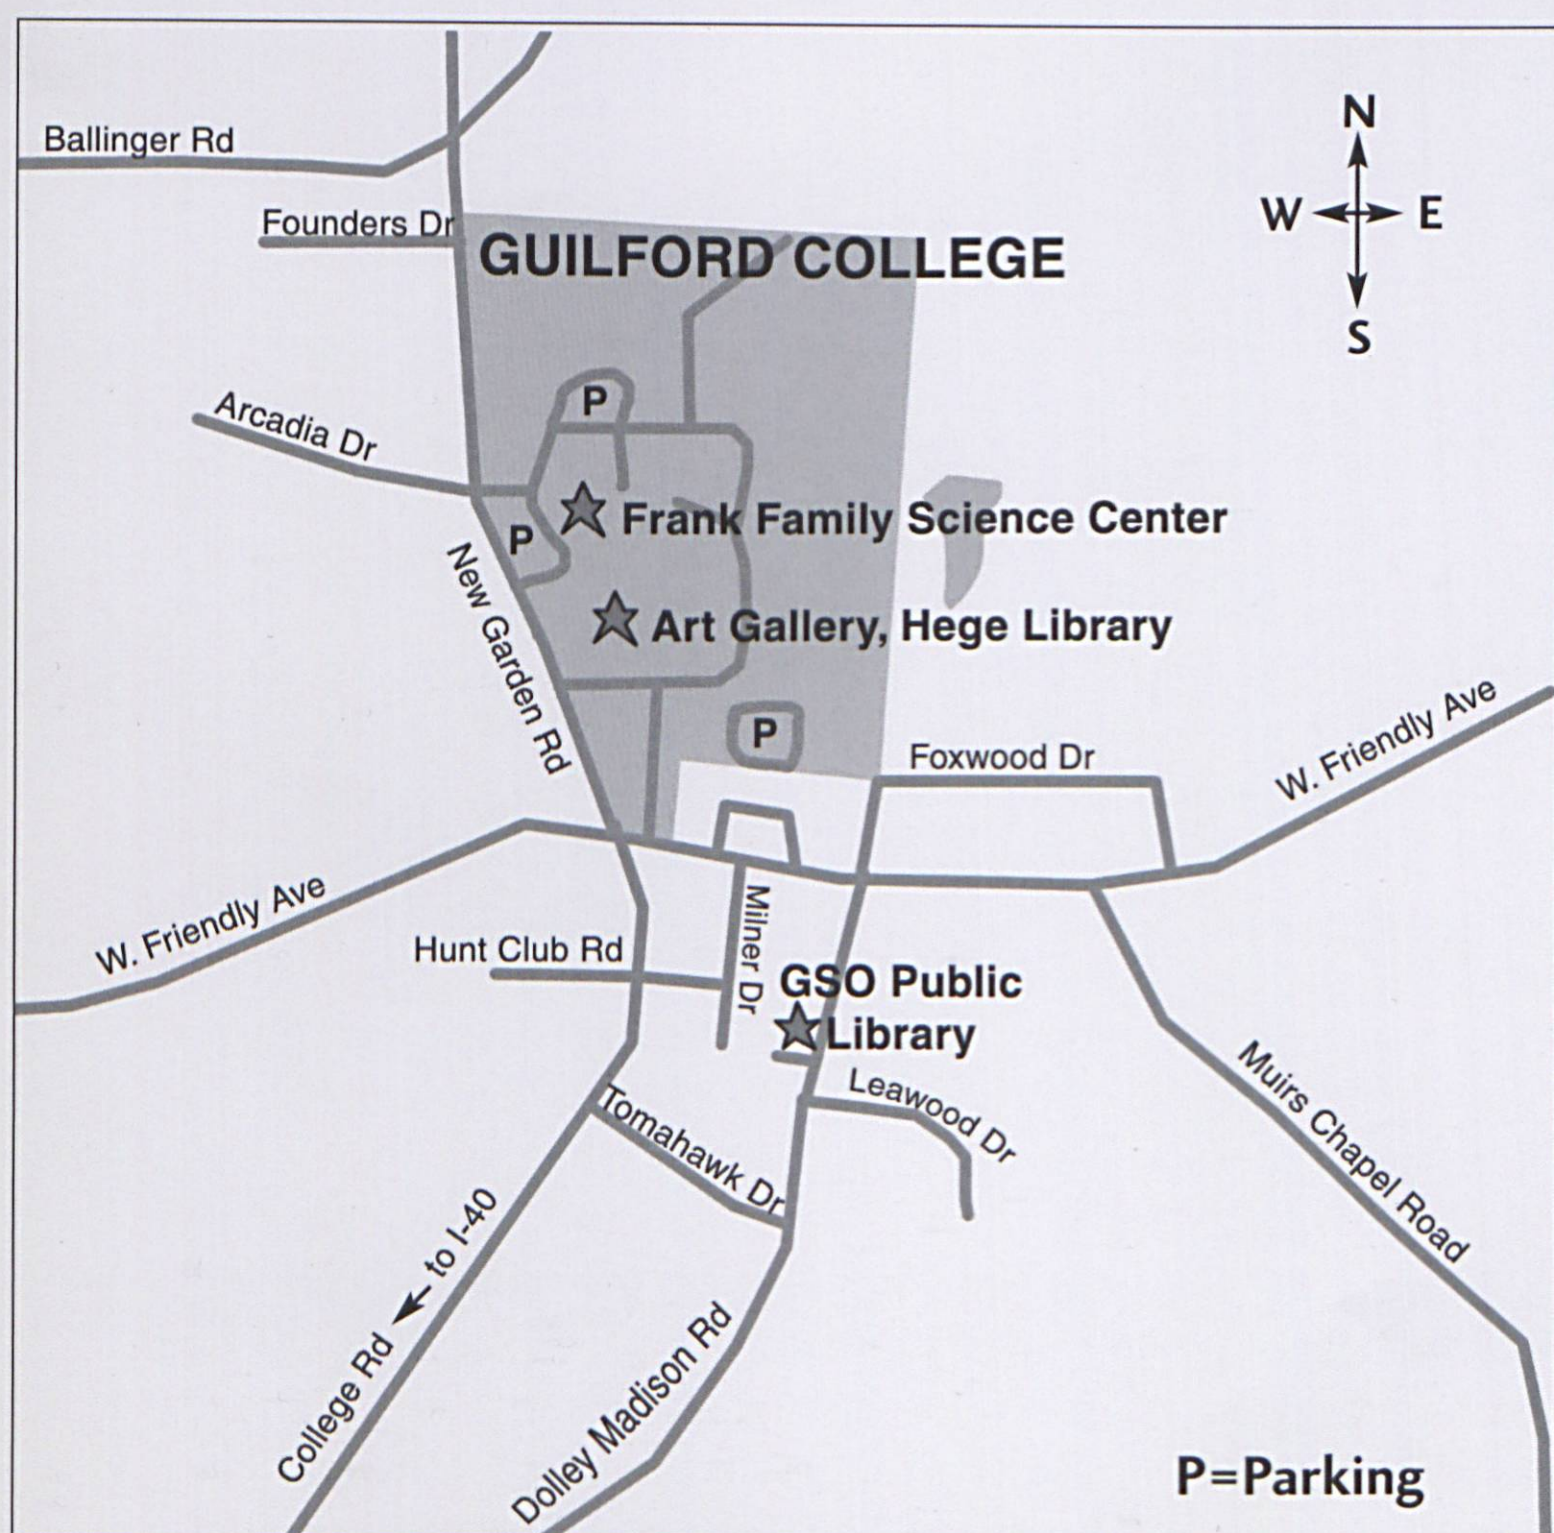 Ballinger Rd
N
W E
S
Founders Dr
GUILFORD COLLEGE
Arcadia Dr
P
Frank Family Science Center
P
New Garden Rd
Art Gallery, Hege Library
P
Foxwood Dr
W. Friendly Ave
W. Friendly Ave
Hunt Club Rd
Milner Dr
GSO Public
Library
Leawood Dr
Tomahawk Dr
Muirs Chapel Road
to I-40
College Rd
Dolley Madison Rd
P=Parking